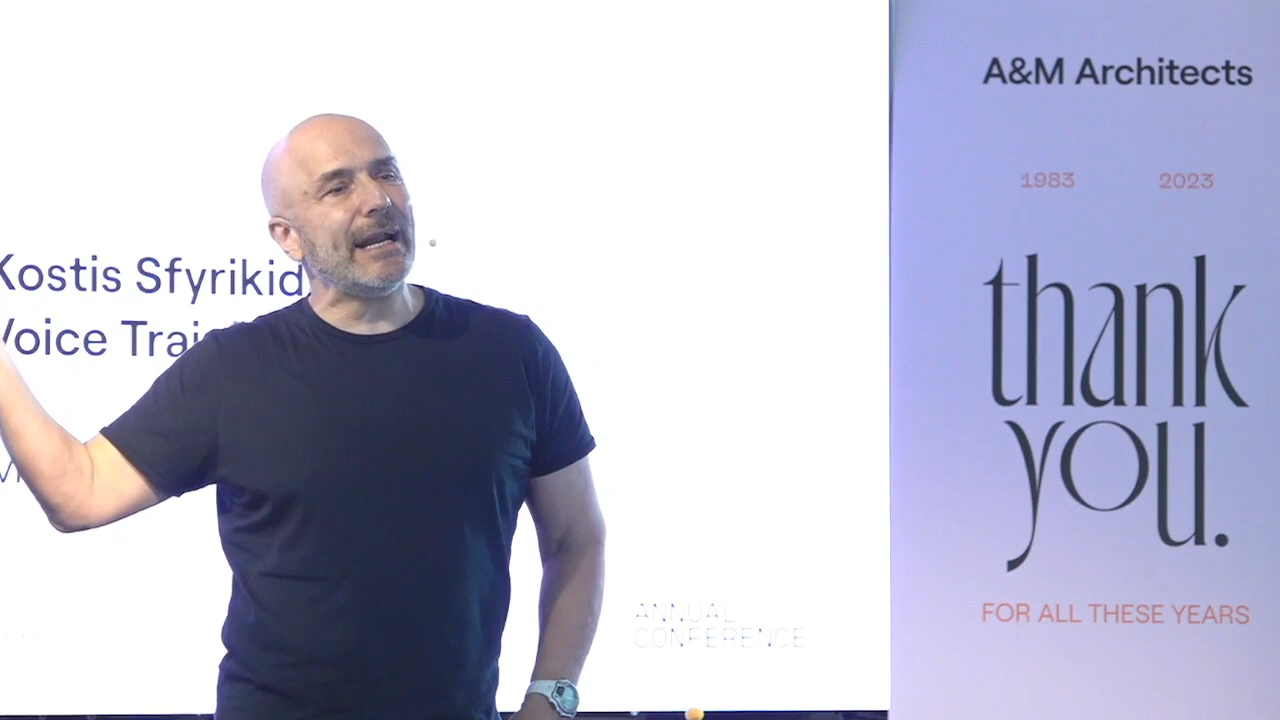 Kostis Sfyrikid
Voice Trai
ANNUAL
CONFERENCE
A&M Architects
1983 2023
thank
you.
FOR ALL THESE YEARS